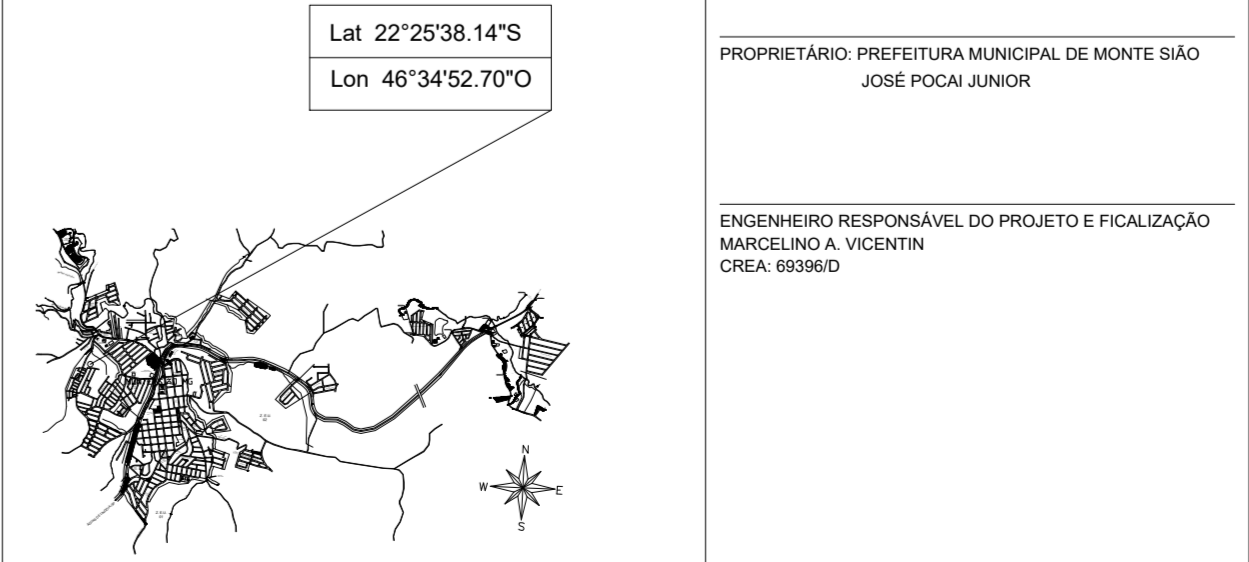 Lat 22°25'38.14"S
Lon 46°34'52.70"O
PROPRIETÁRIO: PREFEITURA MUNICIPAL DE MONTE SIÃO
JOSÉ POCAI JUNIOR
ENGENHEIRO RESPONSÁVEL DO PROJETO E FICALIZAÇÃO
MARCELINO A. VICENTIN
CREA: 69396/D
N
W
E
S